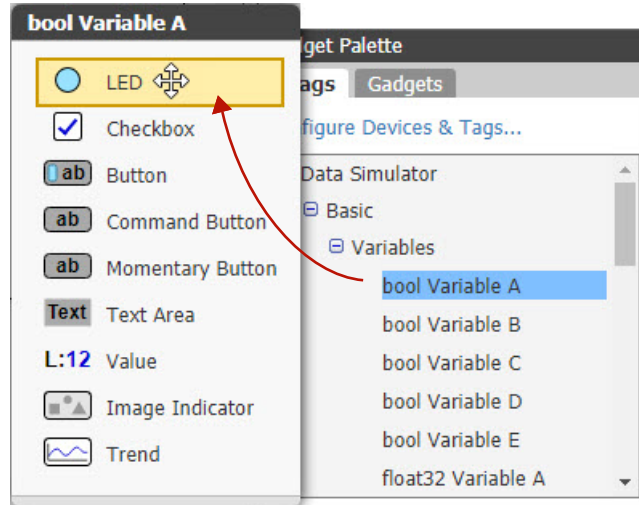 bool Variable A
LED
Checkbox
ab Button
ab Command Button
ab Momentary Button
Text Text Area
L:12 Value
Image Indicator
Trend
get Palette
ags Gadgets
figure Devices & Tags...
Data Simulator
Basic
Variables
bool Variable A
bool Variable B
bool Variable C
bool Variable D
bool Variable E
float32 Variable A